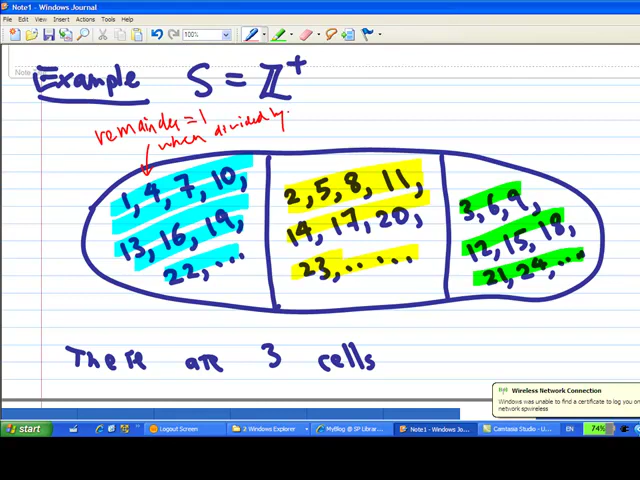 Note1 - Windows Journal
File Edit View Insert Actions Tools Help
100%
Note
Example S = ℤ⁺
remainder = 1
when divided by
1, 4, 7, 10,
13, 16, 19,
22, ...
2, 5, 8, 11,
14, 17, 20,
23, ......
3, 6, 9,
12, 15, 18,
21, 24, ...
There are 3 cells
Wireless Network Connection
Windows was unable to find a certificate to log you on
network spwireless
start
Logout Screen
2 Windows Explorer
MyBlog @ SP Librar...
Note1 - Windows Jo...
Camtasia Studio - U...
EN
74%